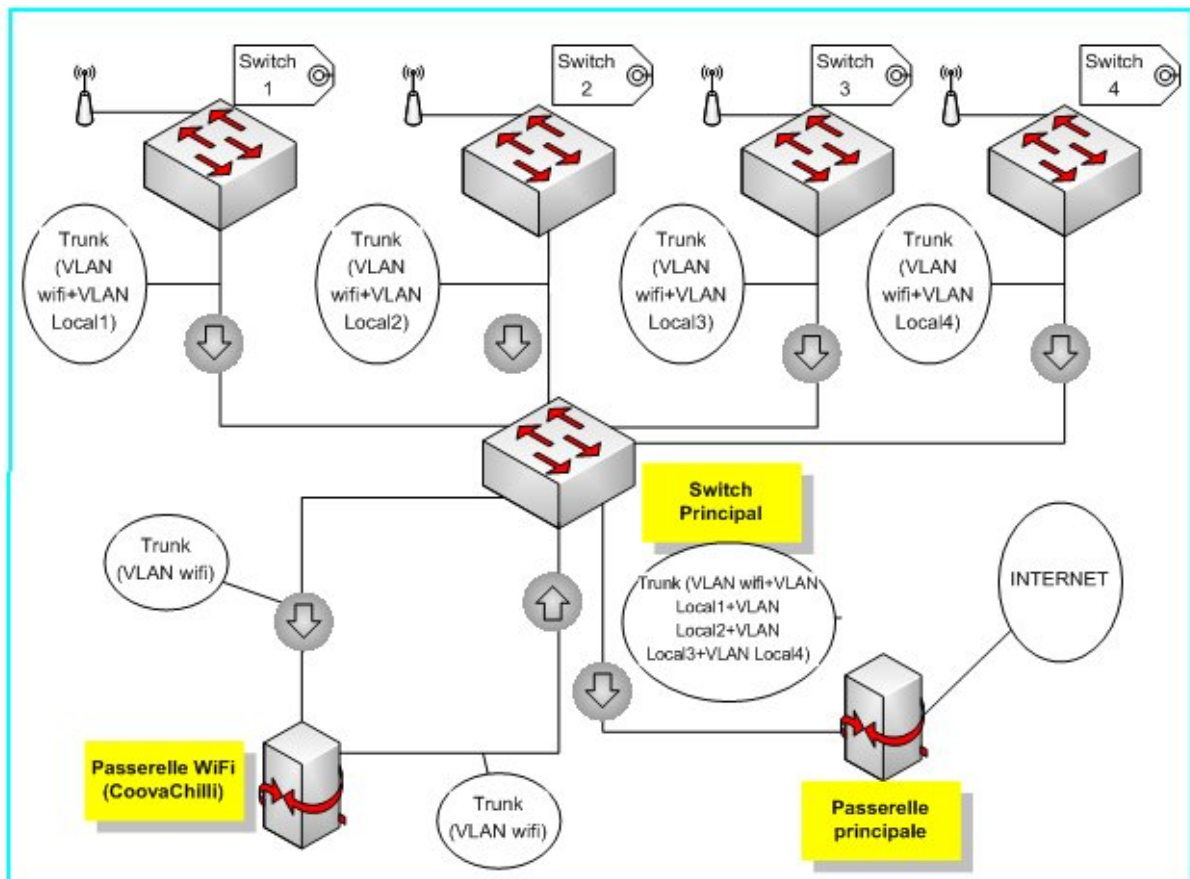 Switch
1
Switch
2
Switch
3
Switch
4
Trunk
(VLAN
wifi+VLAN
Local1)
Trunk
(VLAN
wifi+VLAN
Local2)
Trunk
(VLAN
wifi+VLAN
Local3)
Trunk
(VLAN
wifi+VLAN
Local4)
Switch
Principal
Trunk
(VLAN wifi)
Trunk (VLAN wifi+VLAN
Local1+VLAN
Local2+VLAN
Local3+VLAN Local4)
INTERNET
Passerelle WiFi
(CoovaChilli)
Trunk
(VLAN wifi)
Passerelle
principale